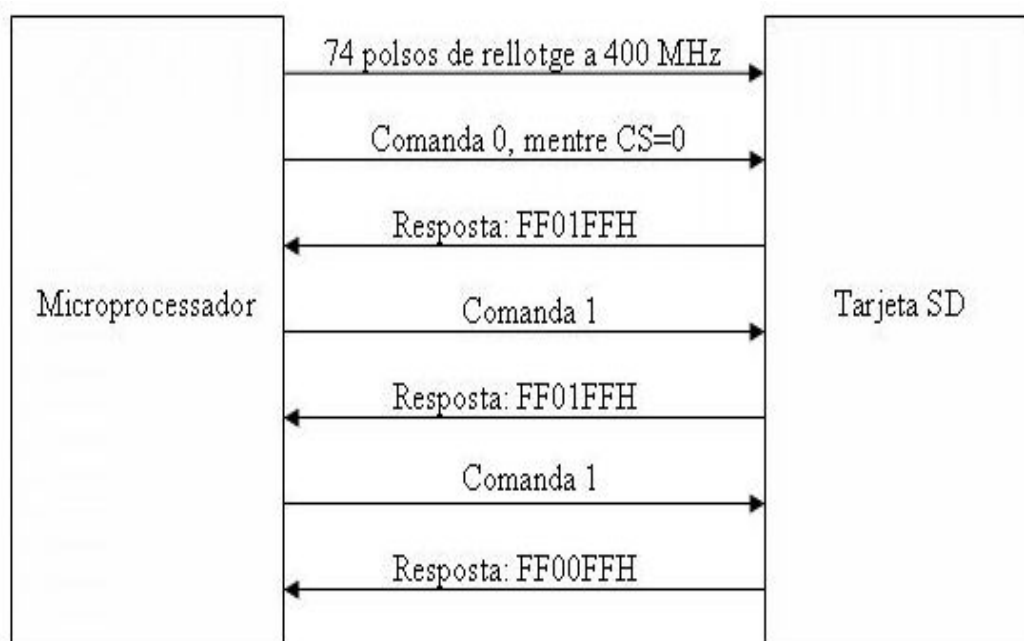 74 polsos de rellotge a 400 MHz
Comanda 0, mentre CS=0
Resposta: FF01FFH
Microprocessador
Comanda 1
Tarjeta SD
Resposta: FF01FFH
Comanda 1
Resposta: FF00FFH